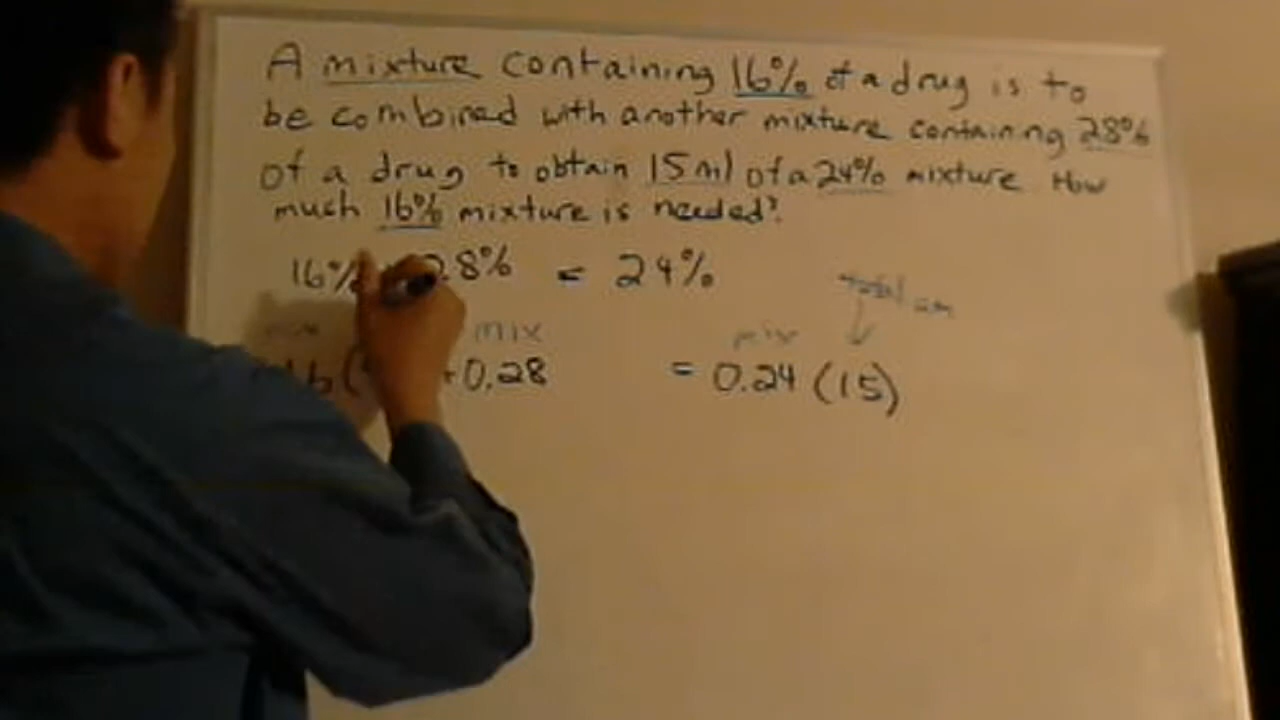 A mixture containing 16% of a drug is to
be combined with another mixture containing 28%
of a drug to obtain 15 ml of a 24% mixture How
much 16% mixture is needed?
16% 28% = 24%
total am
mix mix mix
16 ( +0.28 = 0.24 (15)